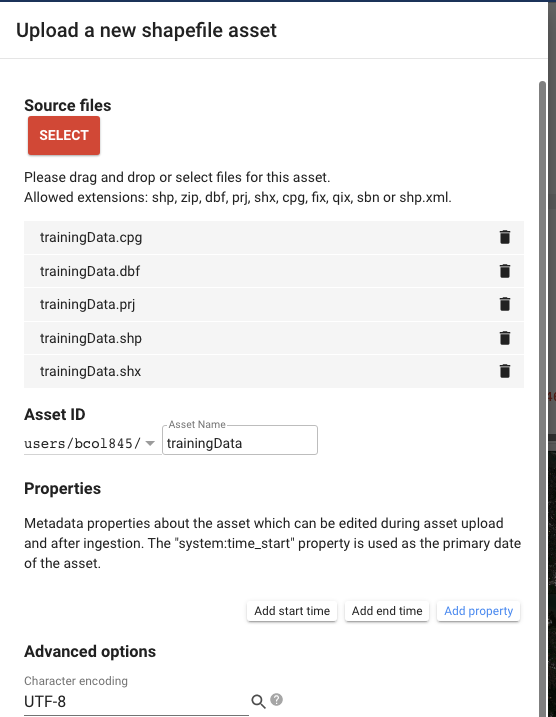 Upload a new shapefile asset
Source files
SELECT
Please drag and drop or select files for this asset.
Allowed extensions: shp, zip, dbf, prj, shx, cpg, fix, qix, sbn or shp.xml.
trainingData.cpg
trainingData.dbf
trainingData.prj
trainingData.shp
trainingData.shx
Asset ID
Asset Name
users/bcol845/ trainingData
Properties
Metadata properties about the asset which can be edited during asset upload
and after ingestion. The "system:time_start" property is used as the primary date
of the asset.
Add start time Add end time Add property
Advanced options
Character encoding
UTF-8